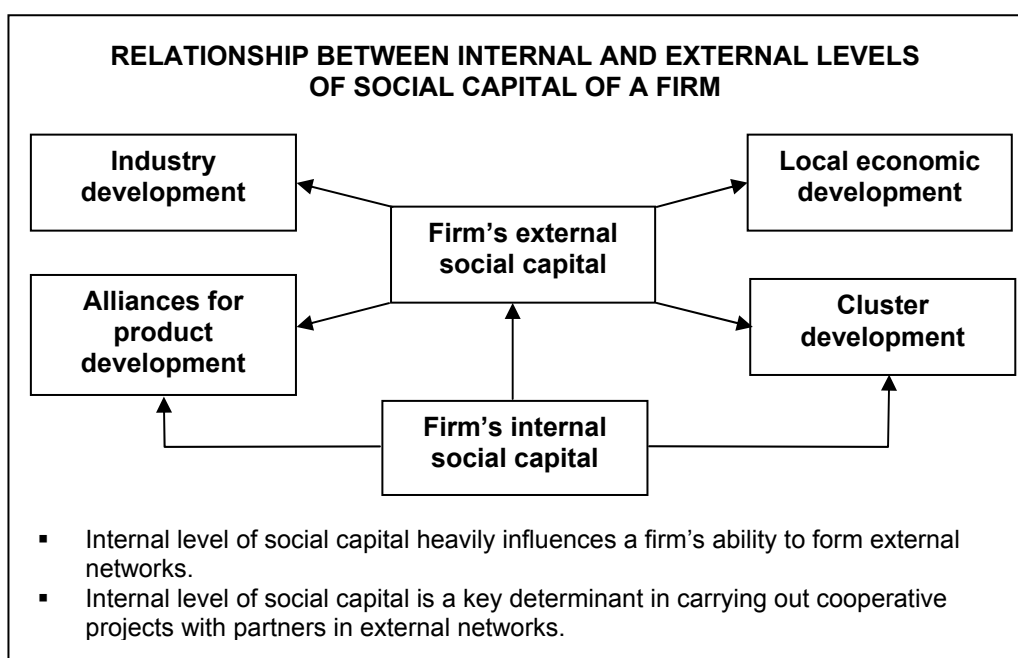 RELATIONSHIP BETWEEN INTERNAL AND EXTERNAL LEVELS
OF SOCIAL CAPITAL OF A FIRM
Industry
development
Local economic
development
Firm’s external
social capital
Alliances for
product
development
Cluster
development
Firm’s internal
social capital
▪ Internal level of social capital heavily influences a firm’s ability to form external
networks.
▪ Internal level of social capital is a key determinant in carrying out cooperative
projects with partners in external networks.